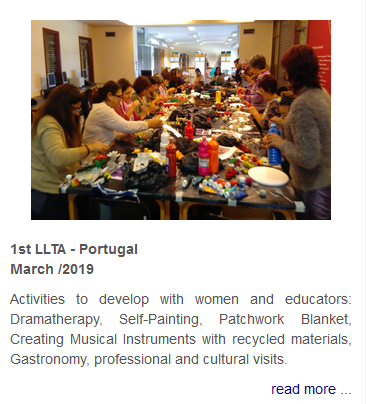 1st LLTA - Portugal
March /2019
Activities to develop with women and educators:
Dramatherapy, Self-Painting, Patchwork Blanket,
Creating Musical Instruments with recycled materials,
Gastronomy, professional and cultural visits.
read more ...